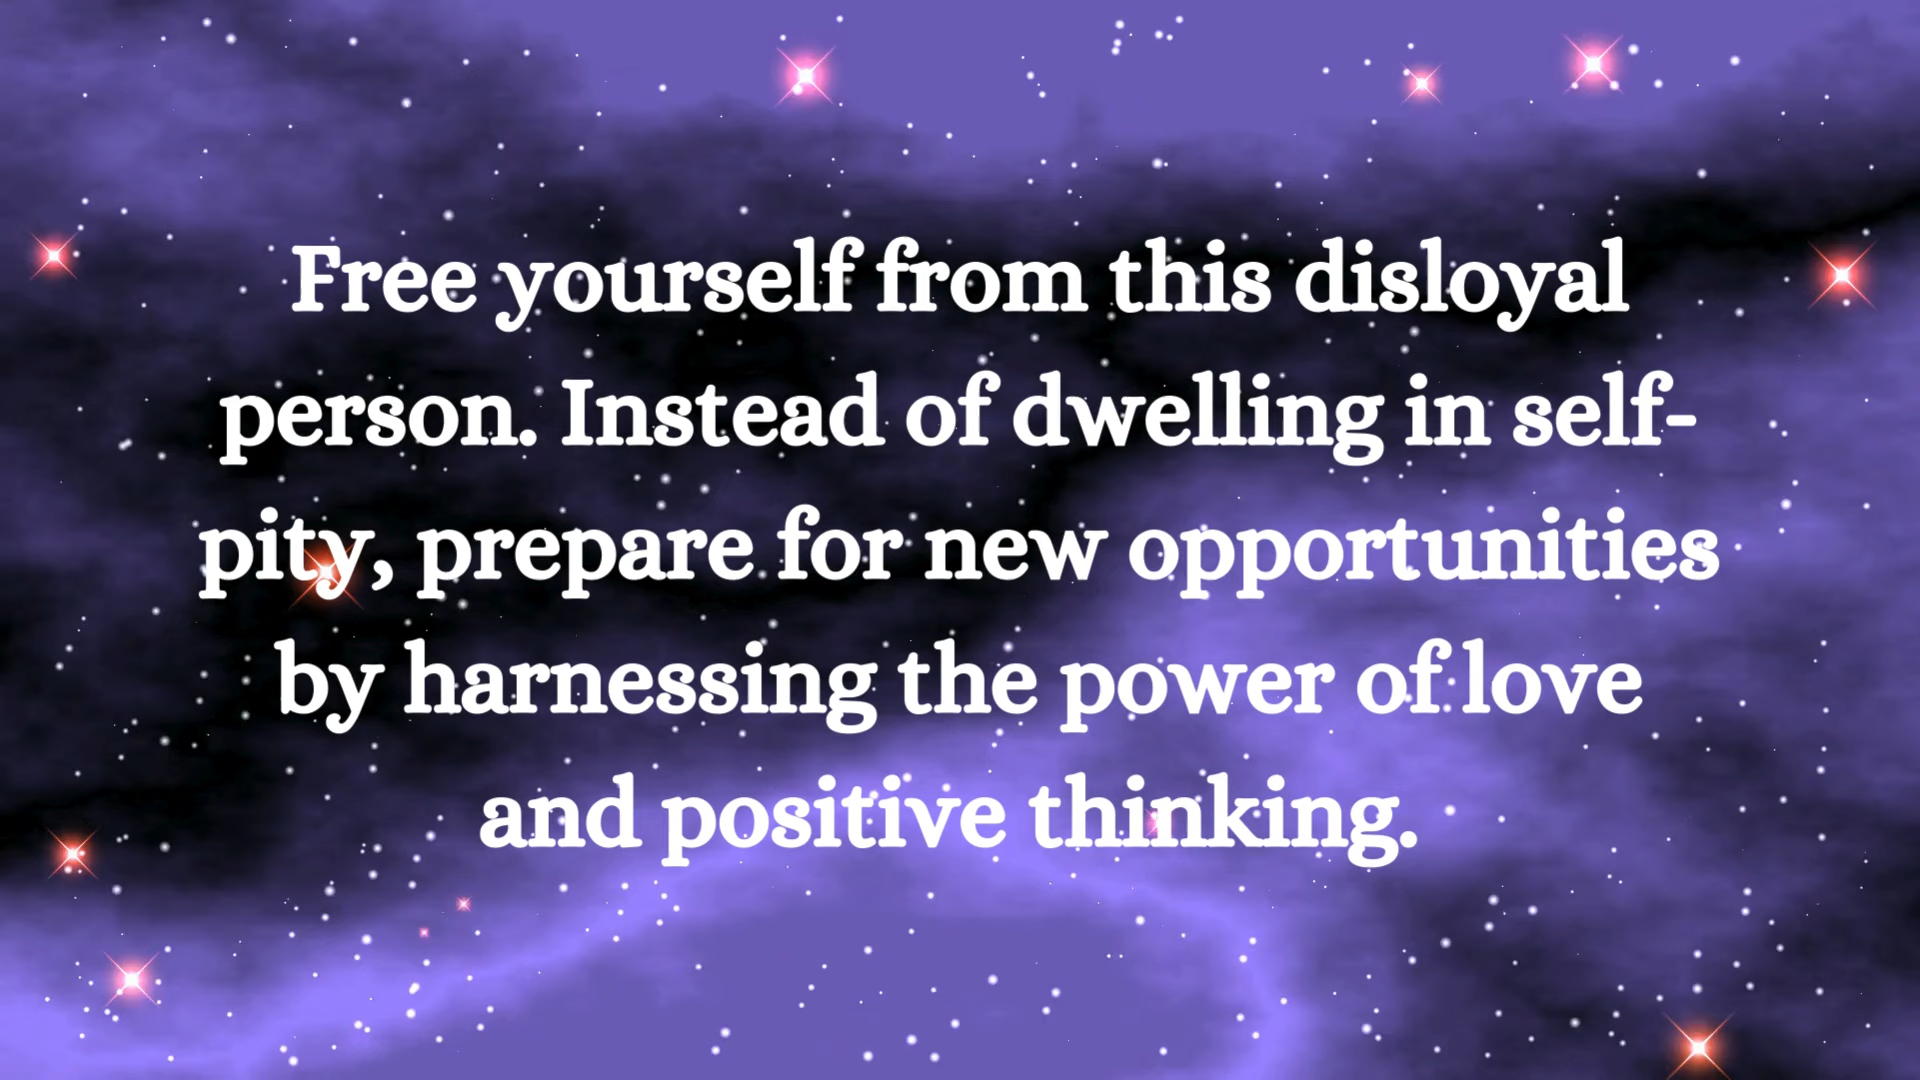 Free yourself from this disloyal
person. Instead of dwelling in self-
pity, prepare for new opportunities
by harnessing the power of love
and positive thinking.